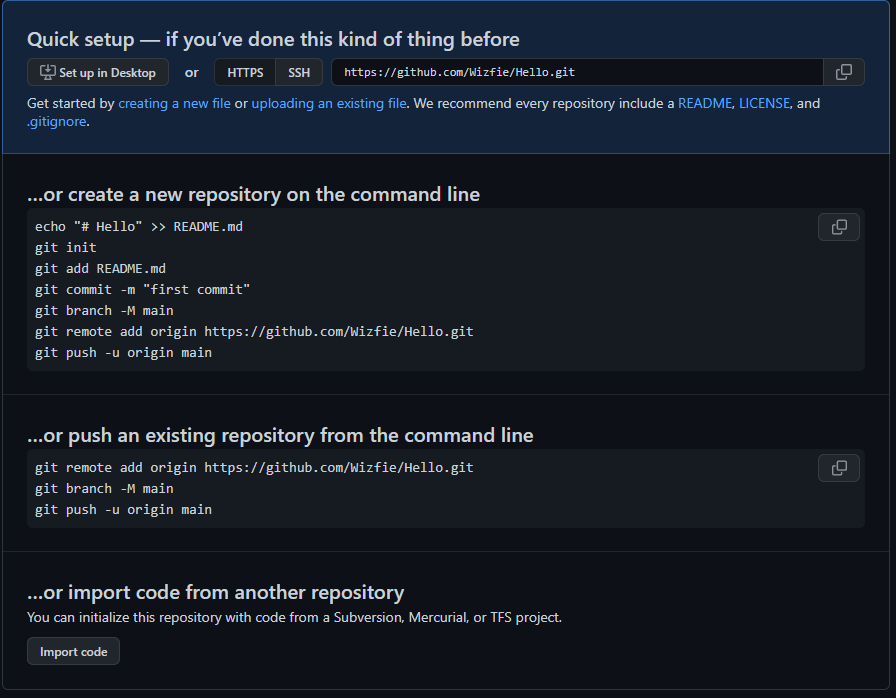 Quick setup — if you’ve done this kind of thing before
Set up in Desktop or HTTPS SSH https://github.com/Wizfie/Hello.git
Get started by creating a new file or uploading an existing file. We recommend every repository include a README, LICENSE, and
.gitignore.
…or create a new repository on the command line
echo "# Hello" >> README.md
git init
git add README.md
git commit -m "first commit"
git branch -M main
git remote add origin https://github.com/Wizfie/Hello.git
git push -u origin main
…or push an existing repository from the command line
git remote add origin https://github.com/Wizfie/Hello.git
git branch -M main
git push -u origin main
…or import code from another repository
You can initialize this repository with code from a Subversion, Mercurial, or TFS project.
Import code